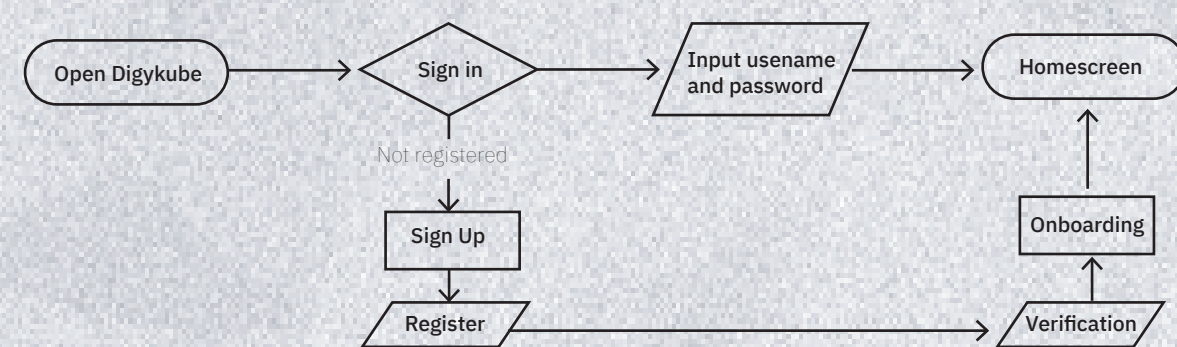 Open Digykube
Sign in
Input usename
and password
Homescreen
Not registered
Sign Up
Onboarding
Register
Verification